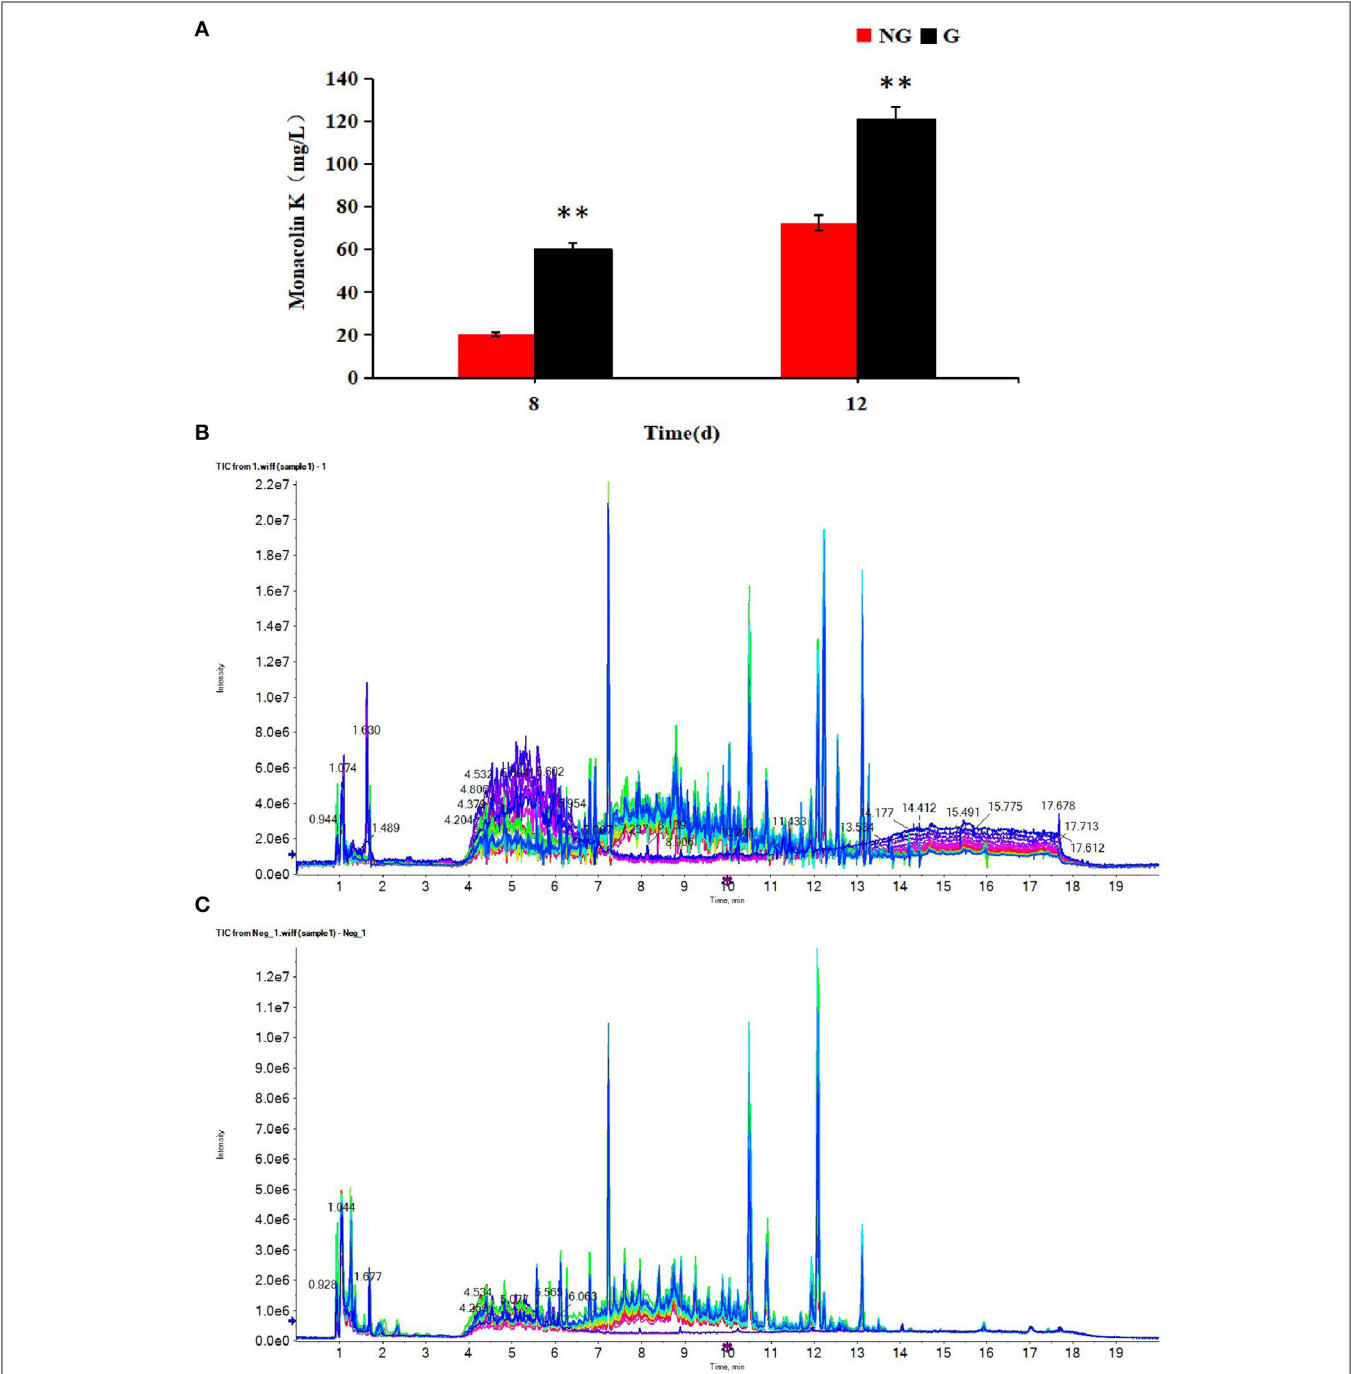 A
NG G
**
**
140
120
100
80
60
40
20
0
Monacolin K (mg/L)
8 12
Time(d)
B
TIC from 1.wiff (sample 1) - 1
2.2e7
2.0e7
1.8e7
1.6e7
1.4e7
1.2e7
1.0e7
8.0e6
6.0e6
4.0e6
2.0e6
0.0e0
Intensity
1.630
1.074
0.944
1.489
4.532 5.602
4.806
4.379
4.204
11.433
13.534
14.177
14.412
15.491
15.775
17.678
17.713
17.612
1 2 3 4 5 6 7 8 9 10 11 12 13 14 15 16 17 18 19
Time, min
C
TIC from Neg_1.wiff (sample 1) - Neg_1
1.2e7
1.1e7
1.0e7
9.0e6
8.0e6
7.0e6
6.0e6
5.0e6
4.0e6
3.0e6
2.0e6
1.0e6
0.0e0
Intensity
1.044
0.928
1.677
4.534
5.077
5.565
6.063
1 2 3 4 5 6 7 8 9 10 11 12 13 14 15 16 17 18 19
Time, min